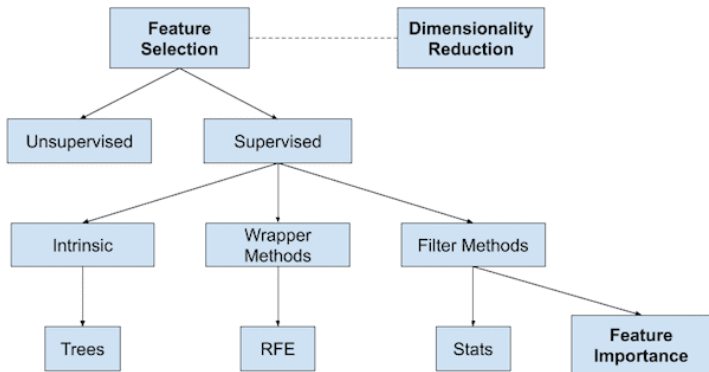 Feature
Selection
Dimensionality
Reduction
Unsupervised
Supervised
Intrinsic
Wrapper
Methods
Filter Methods
Trees
RFE
Stats
Feature
Importance